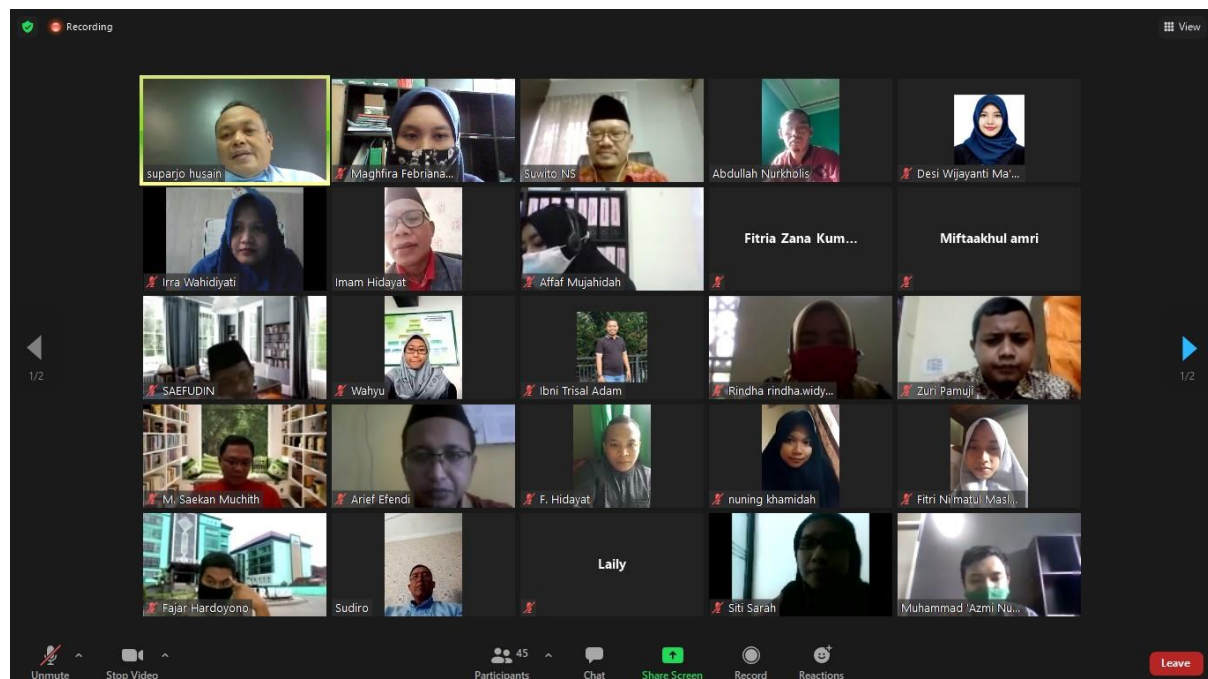 Recording
View
suparjo husain
Maghfira Febriana...
Suwito NS
Abdullah Nurkholis
Desi Wijayanti Ma'...
Irra Wahidiyati
Imam Hidayat
Affaf Mujahidah
Fitria Zana Kum...
Miftaakhul amri
SAEFUDIN
Wahyu
Ibni Trisal Adam
Rindha rindha.widy...
Zuri Pamuji
1/2
1/2
M. Saekan Muchith
Arief Efendi
F. Hidayat
nuning khamidah
Fitri Ni'matul Masl...
Fajar Hardoyono
Sudiro
Laily
Siti Sarah
Muhammad 'Azmi Nu...
Unmute
Stop Video
45
Participants
Chat
Share Screen
Record
Reactions
Leave